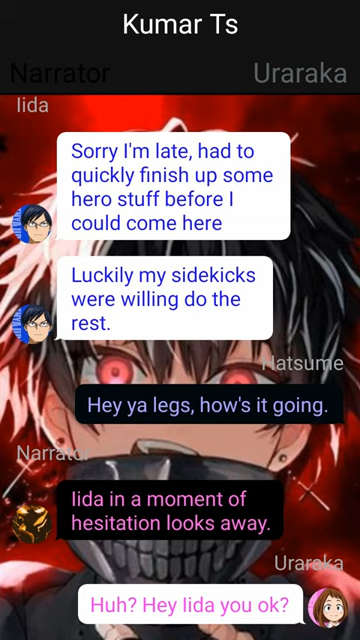 Kumar Ts
Narrator
Uraraka
Iida
Sorry I'm late, had to
quickly finish up some
hero stuff before I
could come here
Luckily my sidekicks
were willing do the
rest.
Hatsume
Hey ya legs, how's it going.
Narrator
Iida in a moment of
hesitation looks away.
Uraraka
Huh? Hey Iida you ok?